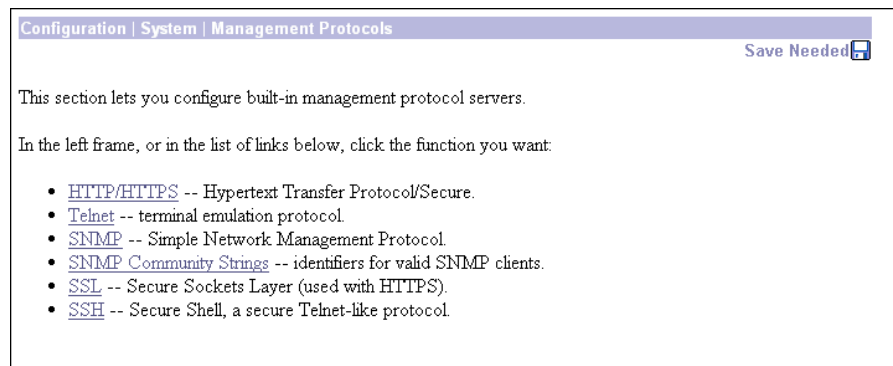 Configuration | System | Management Protocols
Save Needed
This section lets you configure built-in management protocol servers.
In the left frame, or in the list of links below, click the function you want:
• HTTP/HTTPS -- Hypertext Transfer Protocol/Secure.
• Telnet -- terminal emulation protocol.
• SNMP -- Simple Network Management Protocol.
• SNMP Community Strings -- identifiers for valid SNMP clients.
• SSL -- Secure Sockets Layer (used with HTTPS).
• SSH -- Secure Shell, a secure Telnet-like protocol.